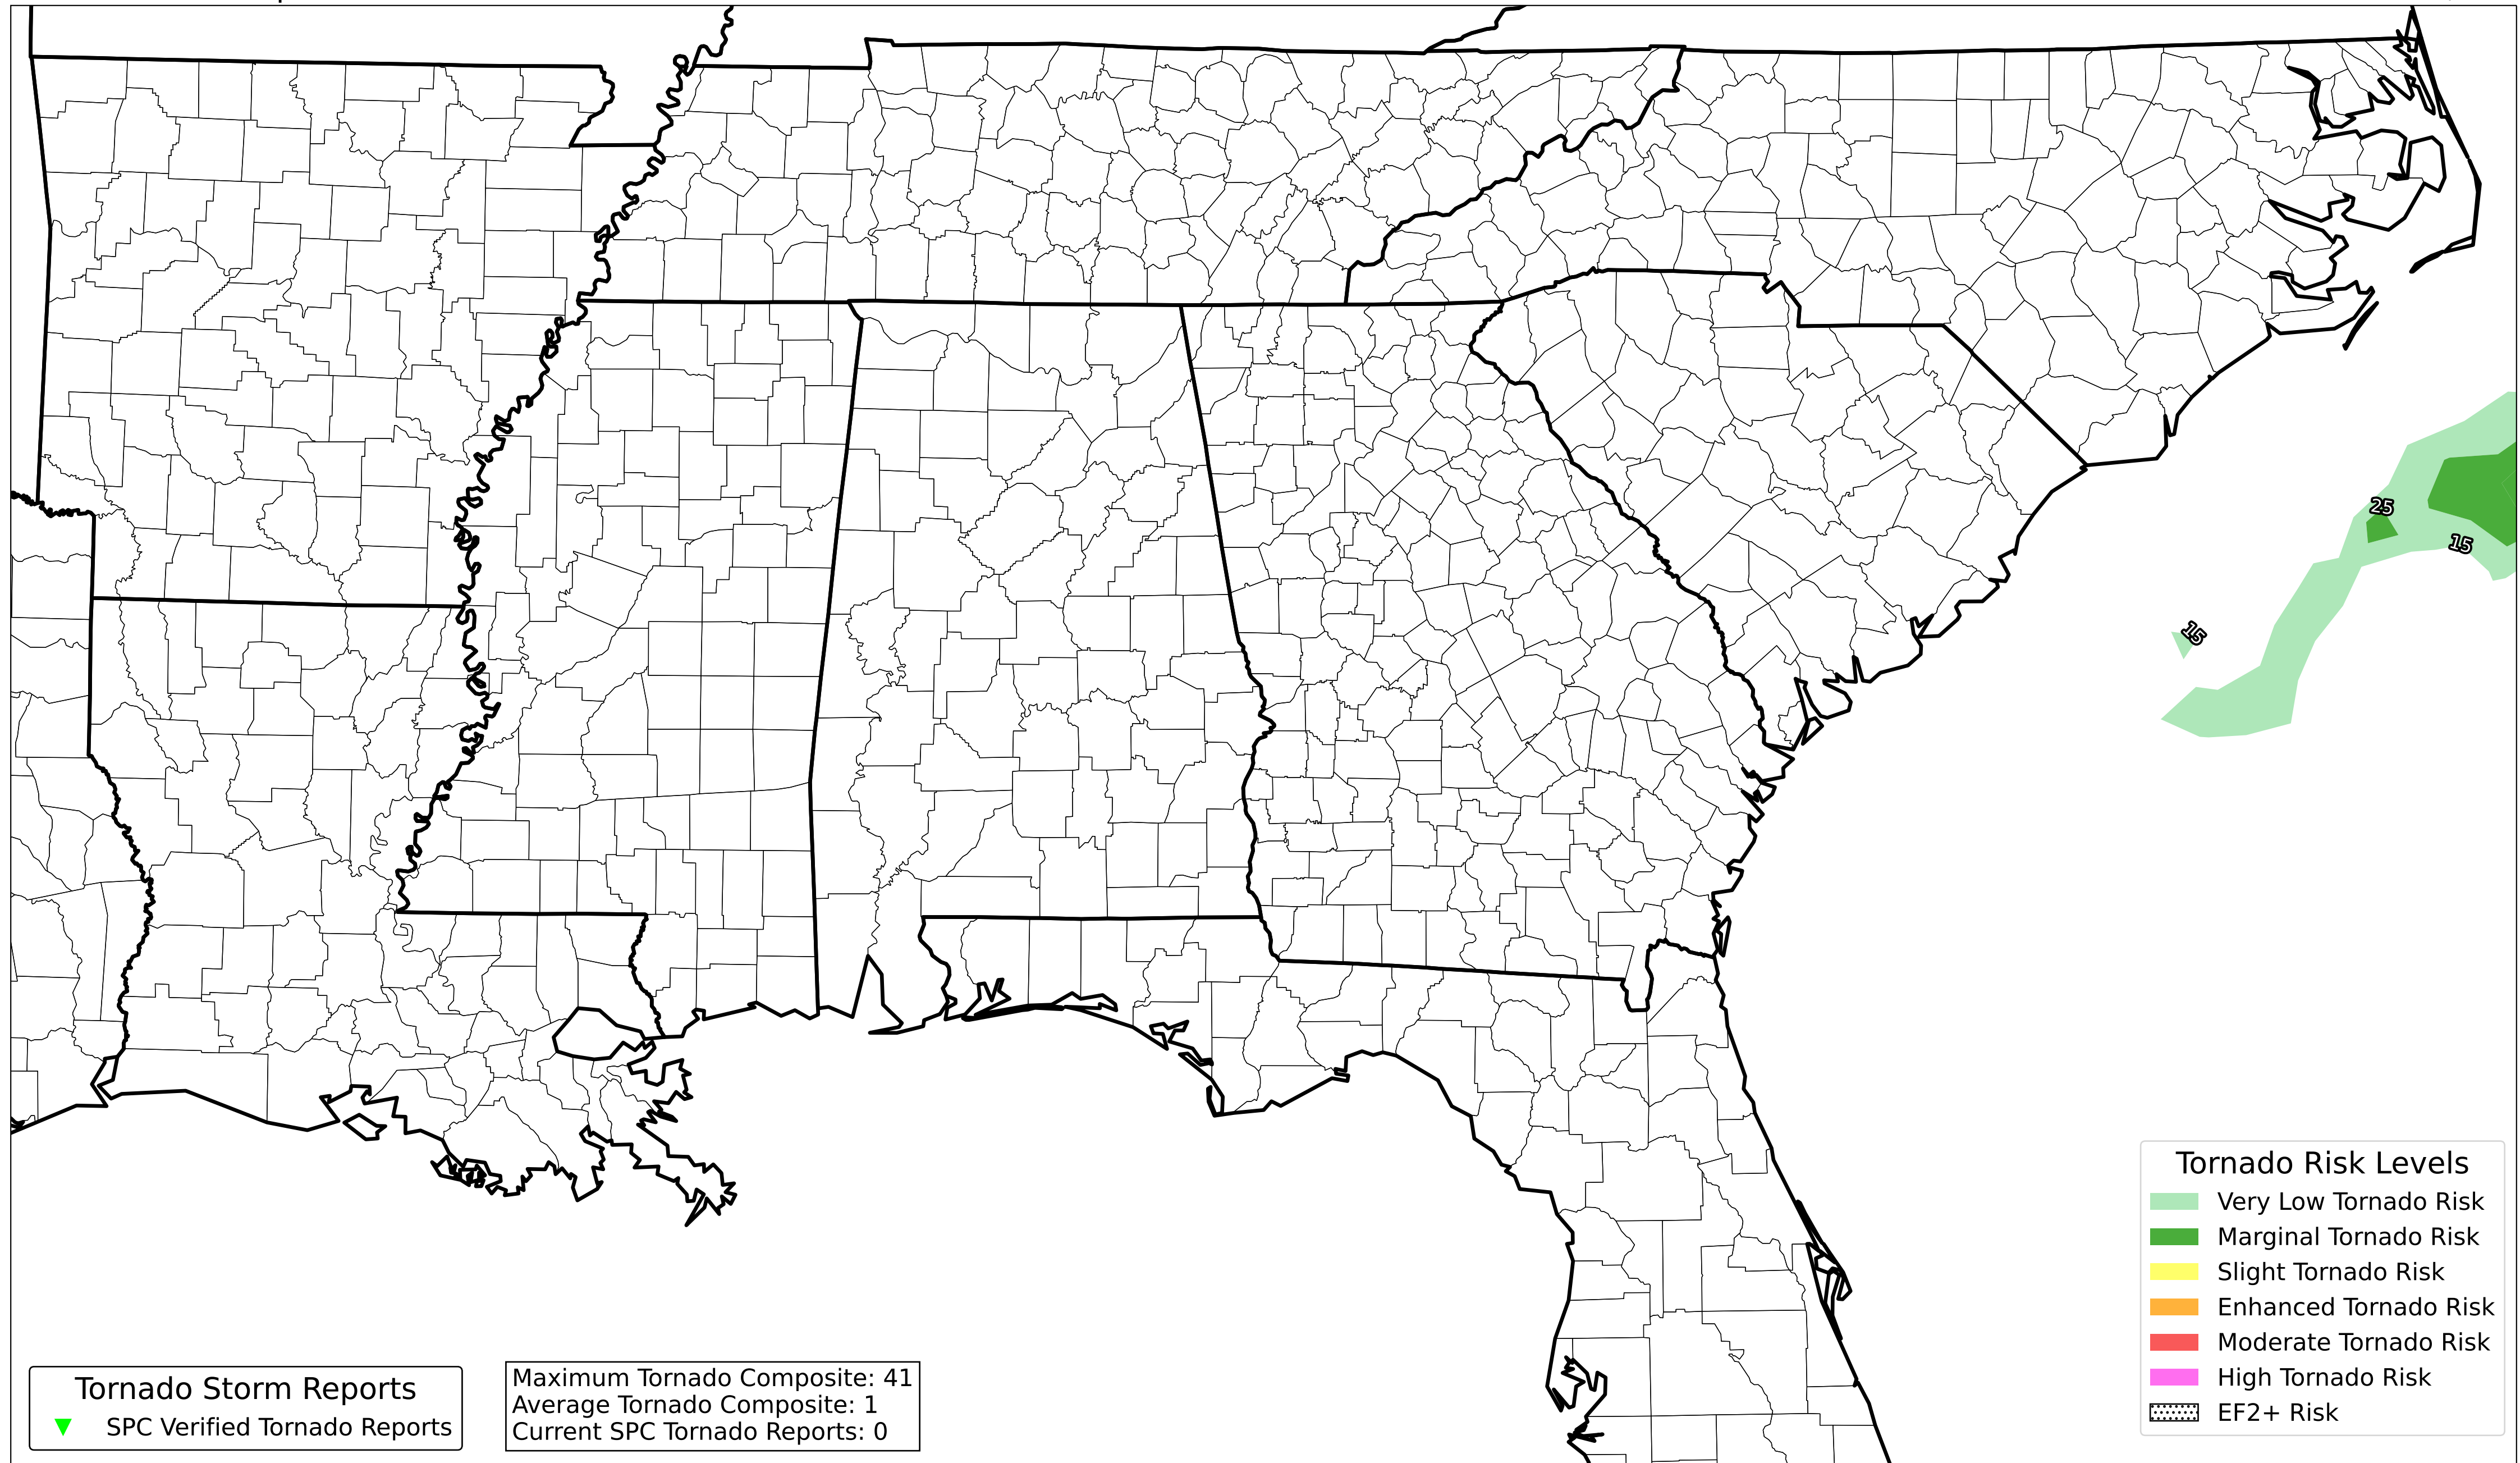 25
15
15
Tornado Risk Levels
Very Low Tornado Risk
Marginal Tornado Risk
Slight Tornado Risk
Enhanced Tornado Risk
Moderate Tornado Risk
High Tornado Risk
EF2+ Risk
Tornado Storm Reports
SPC Verified Tornado Reports
Maximum Tornado Composite: 41
Average Tornado Composite: 1
Current SPC Tornado Reports: 0